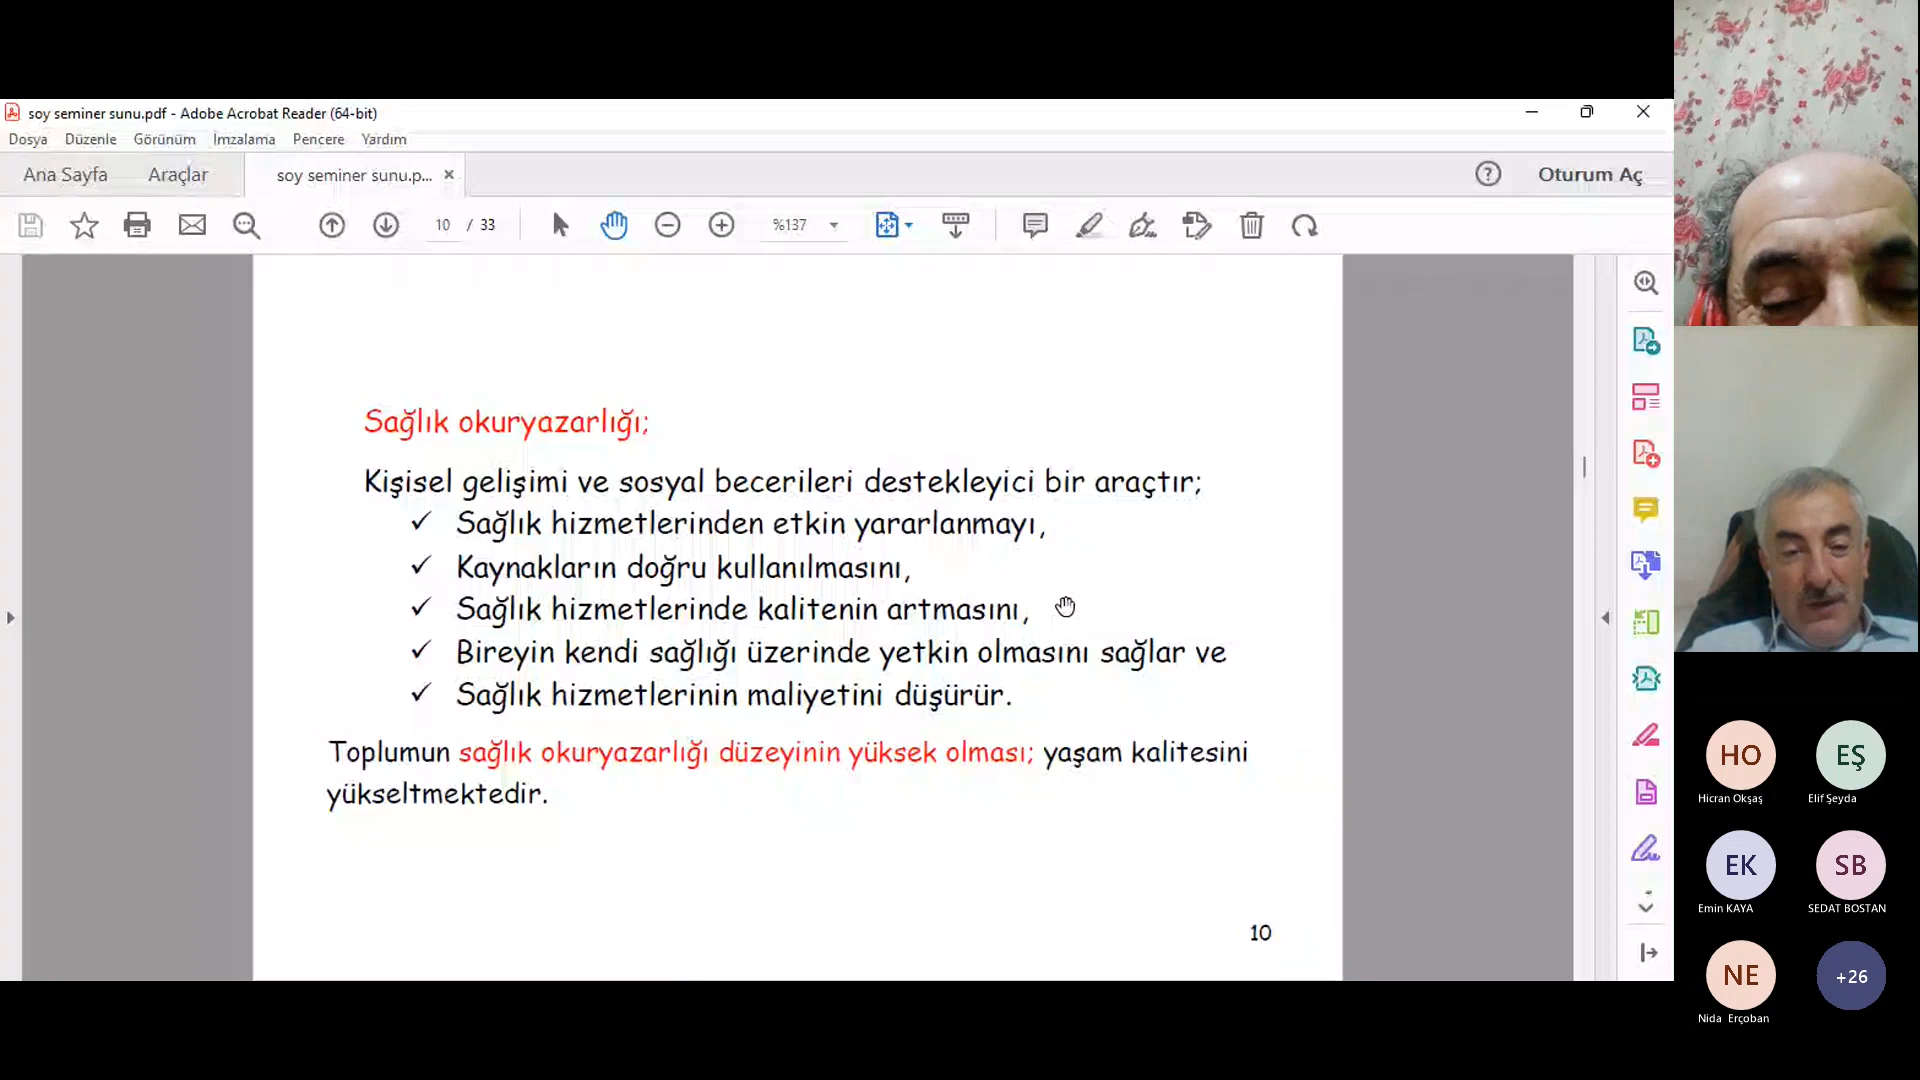 soy seminer sunu.pdf - Adobe Acrobat Reader (64-bit)
Dosya Düzenle Görünüm İmzalama Pencere Yardım
Ana Sayfa Araçlar soy seminer sunu.p... Oturum Aç
10 / 33 %137
Sağlık okuryazarlığı;
Kişisel gelişimi ve sosyal becerileri destekleyici bir araçtır;
✓ Sağlık hizmetlerinden etkin yararlanmayı,
✓ Kaynakların doğru kullanılmasını,
✓ Sağlık hizmetlerinde kalitenin artmasını,
✓ Bireyin kendi sağlığı üzerinde yetkin olmasını sağlar ve
✓ Sağlık hizmetlerinin maliyetini düşürür.
Toplumun sağlık okuryazarlığı düzeyinin yüksek olması; yaşam kalitesini
yükseltmektedir.
10
HO EŞ
Hicran Okşaş Elif Şeyda
EK SB
Emin KAYA SEDAT BOSTAN
NE +26
Nida Erçoban